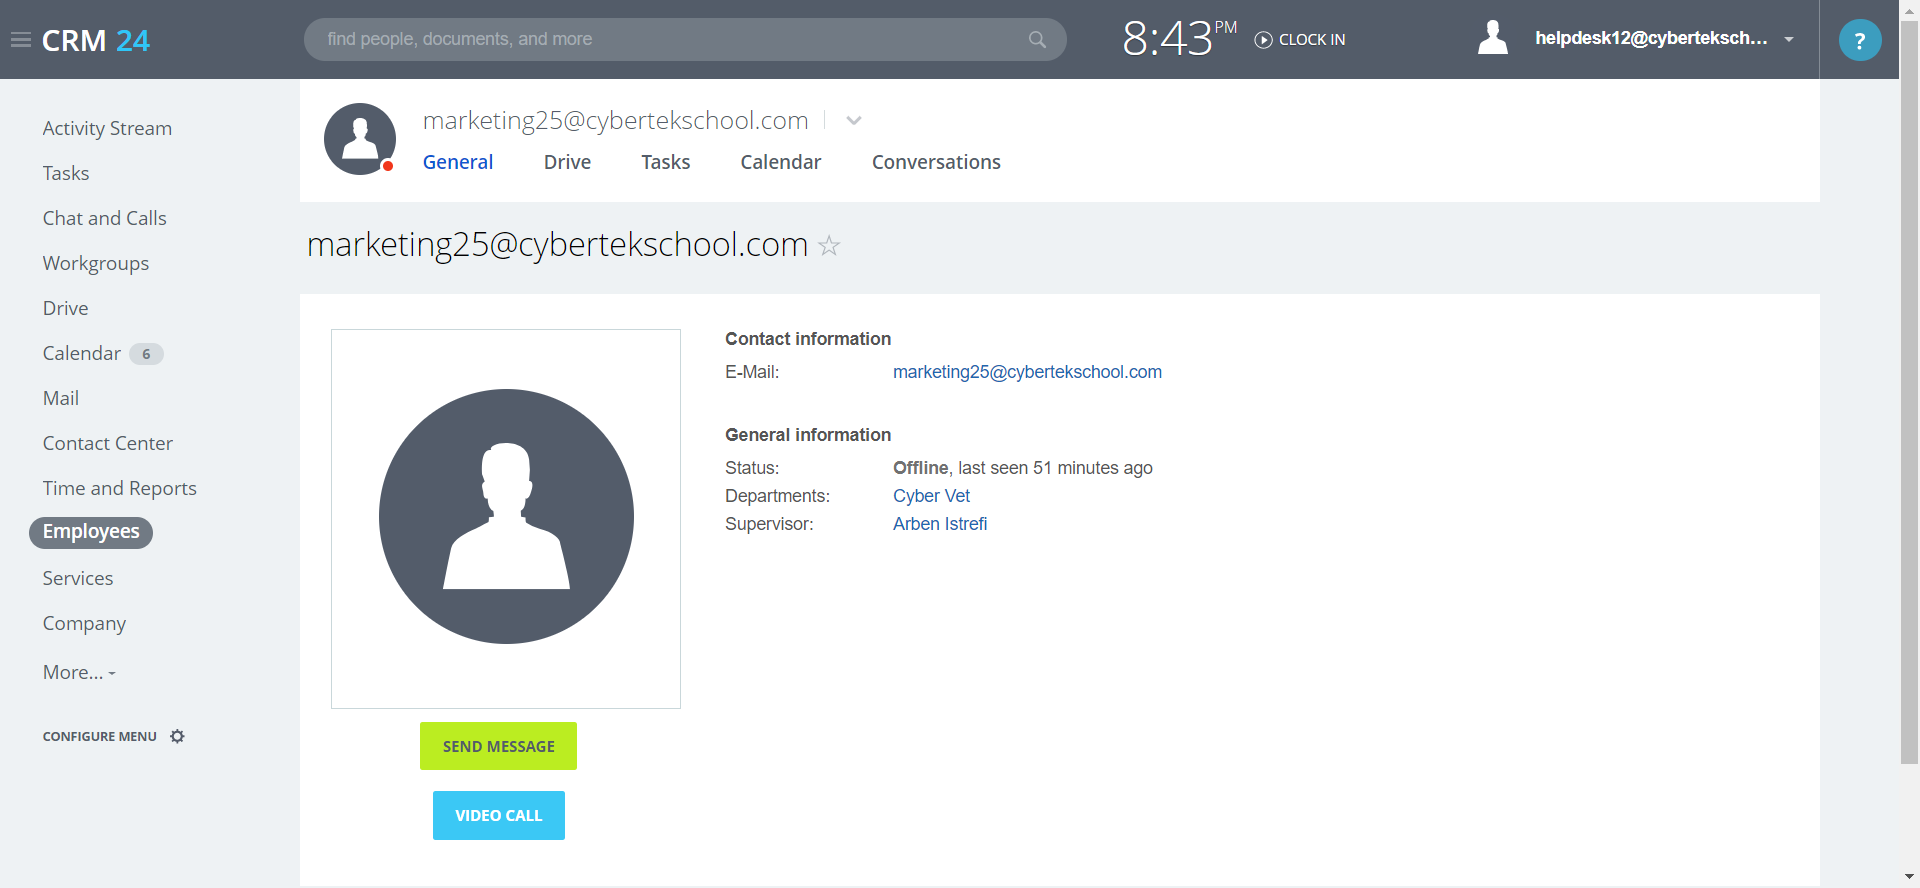 CRM 24
find people, documents, and more
8:43 PM
CLOCK IN
helpdesk12@cyberteksch...
?
Activity Stream
Tasks
Chat and Calls
Workgroups
Drive
Calendar 6
Mail
Contact Center
Time and Reports
Employees
Services
Company
More...
CONFIGURE MENU
marketing25@cybertekschool.com
General Drive Tasks Calendar Conversations
marketing25@cybertekschool.com
SEND MESSAGE
VIDEO CALL
Contact information
E-Mail: marketing25@cybertekschool.com
General information
Status: Offline, last seen 51 minutes ago
Departments: Cyber Vet
Supervisor: Arben Istrefi